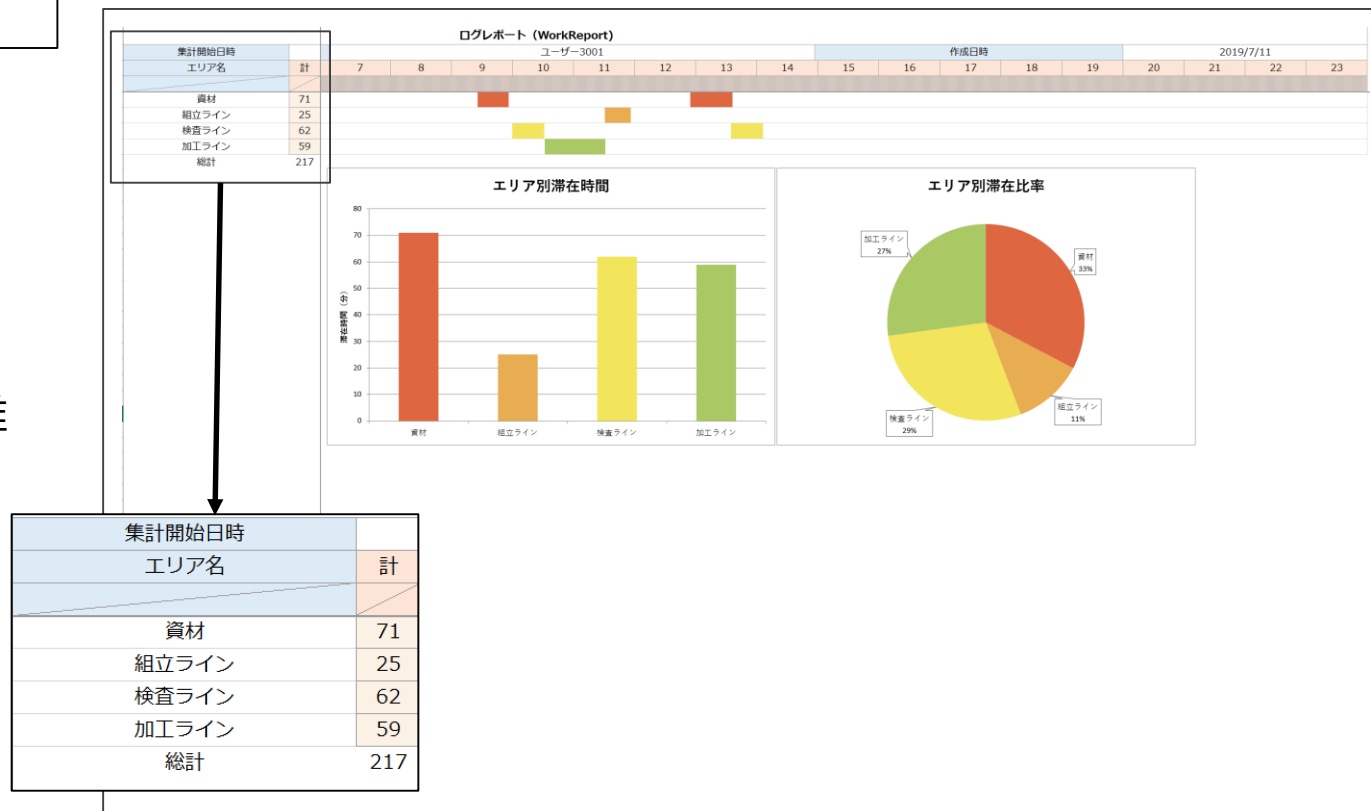 ログレポート (WorkReport)
集計開始日時 ユーザー3001 作成日時 2019/7/11
エリア名 計 7 8 9 10 11 12 13 14 15 16 17 18 19 20 21 22 23
資材 71
組立ライン 25
検査ライン 62
加工ライン 59
総計 217
エリア別滞在時間
滞在時間(分)
80
70
60
50
40
30
20
10
0
資材 組立ライン 検査ライン 加工ライン
エリア別滞在比率
加工ライン
27%
資材
33%
組立ライン
11%
検査ライン
29%
集計開始日時
エリア名 計
資材 71
組立ライン 25
検査ライン 62
加工ライン 59
総計 217